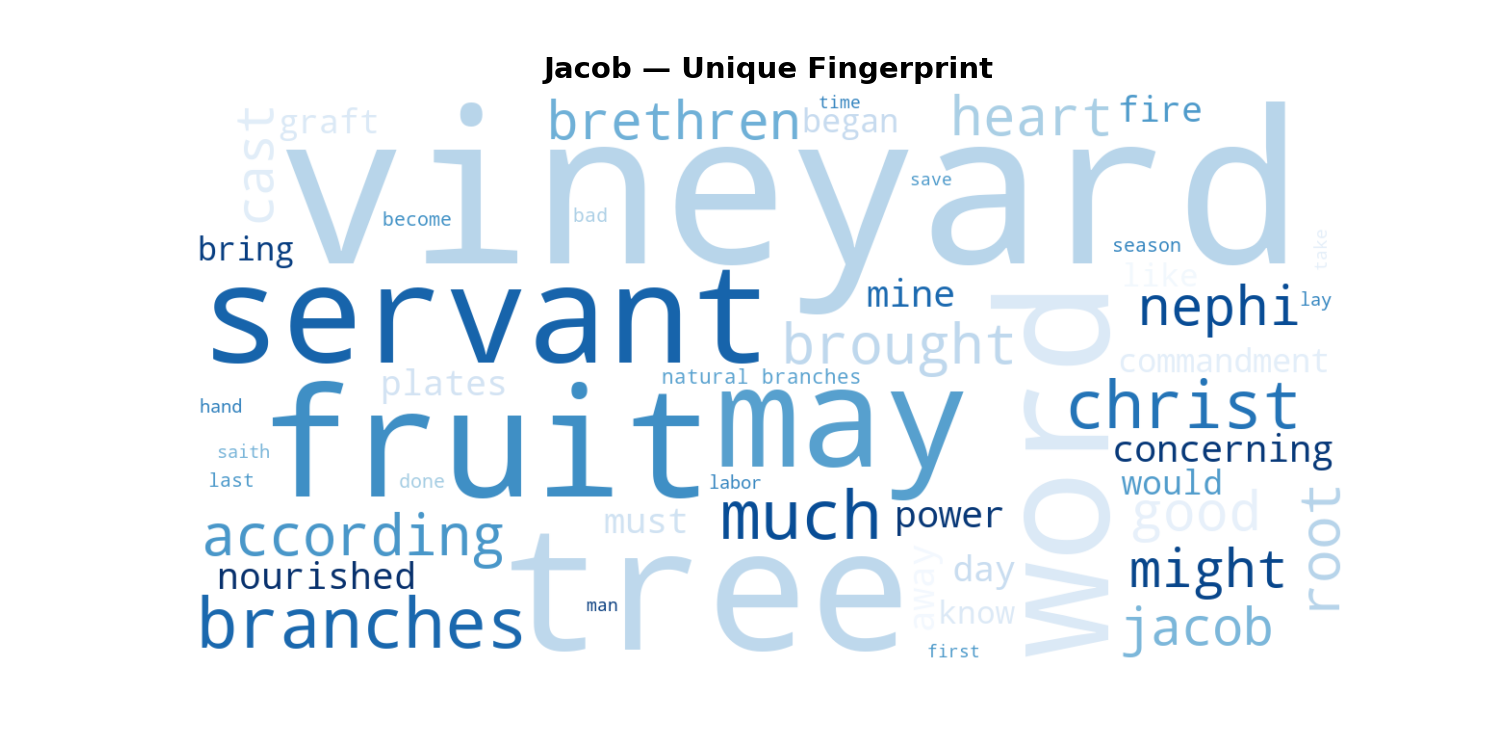 Jacob — Unique Fingerprint
cast
graft
brethren
time
began
heart
fire
vineyard
save
become
bad
bring
season
take
like
servant
mine
nephi
lay
brought
word
commandment
plates
natural branches
hand
fruit
may
christ
saith
concerning
last
done
labor
would
root
according
must
much
power
good
nourished
tree
away
day
might
branches
man
know
jacob
first